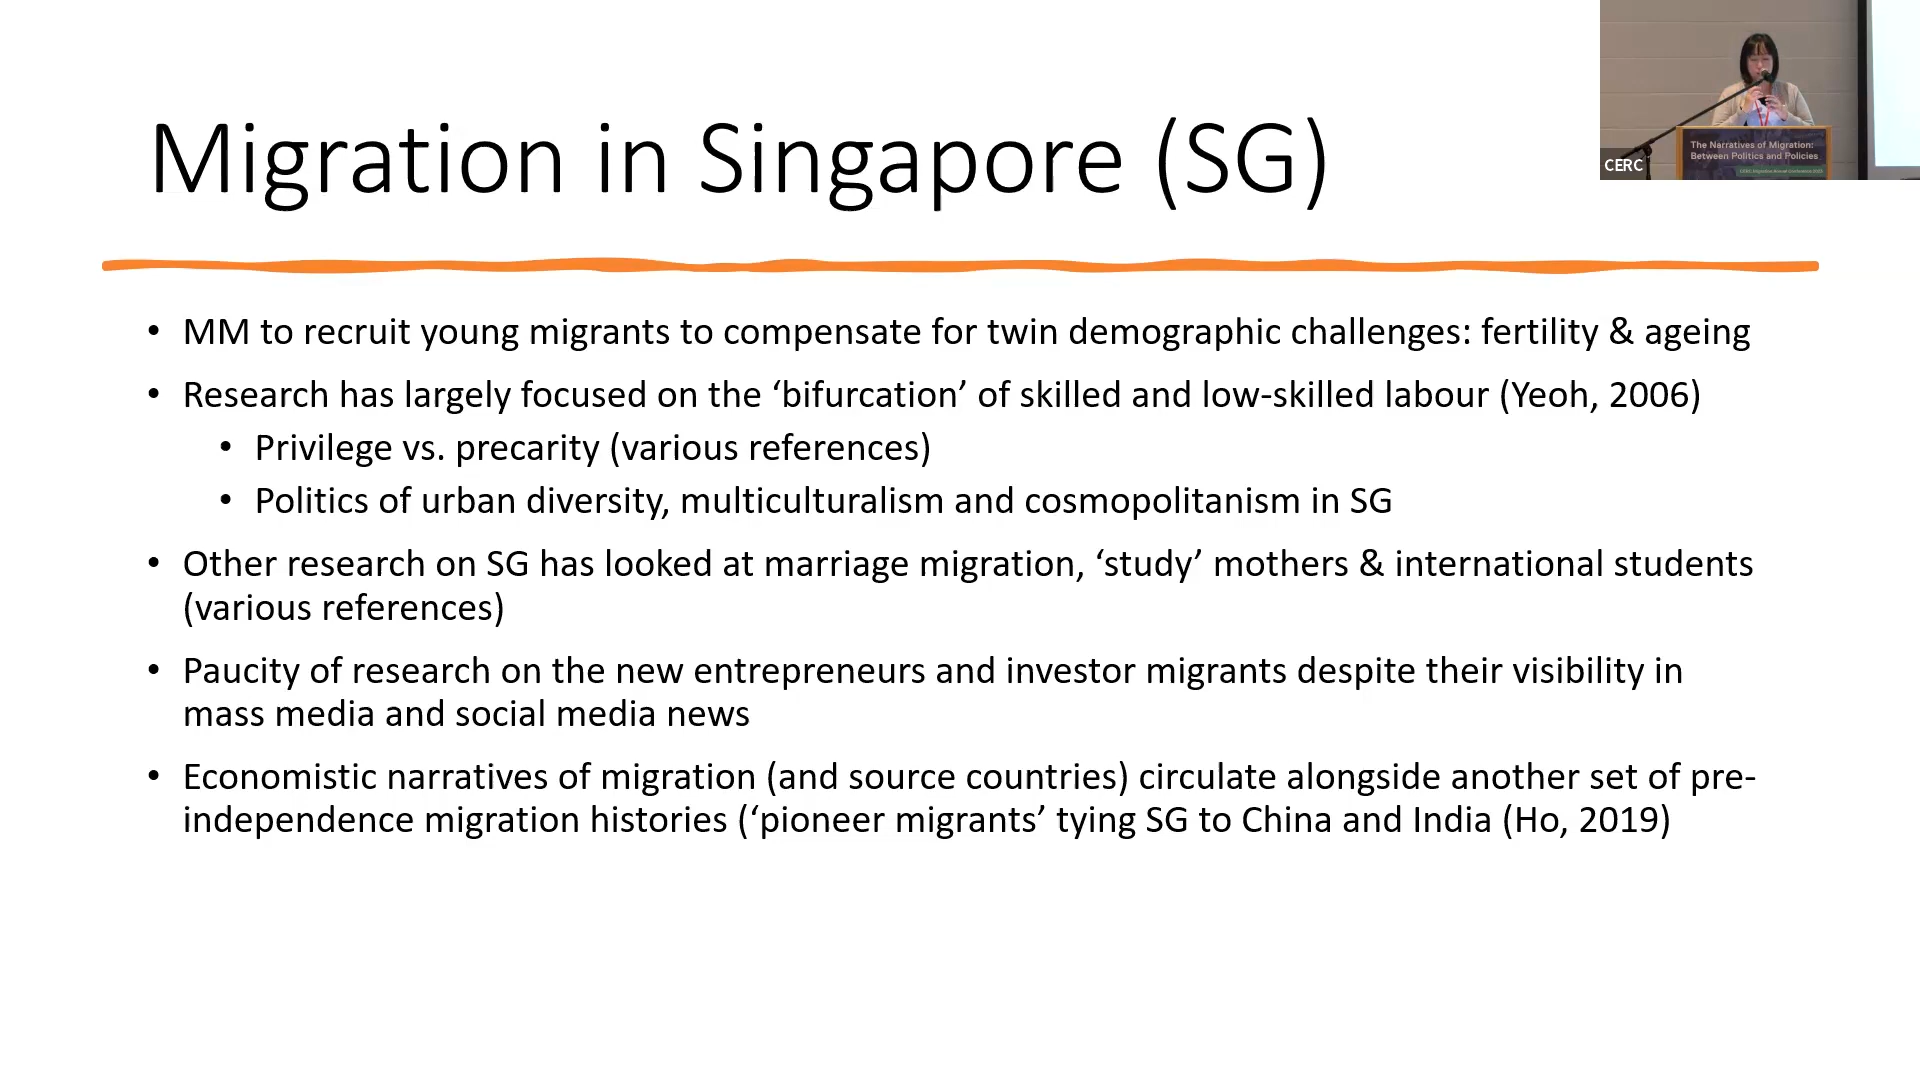 Migration in Singapore (SG)
• MM to recruit young migrants to compensate for twin demographic challenges: fertility & ageing
• Research has largely focused on the ‘bifurcation’ of skilled and low-skilled labour (Yeoh, 2006)
• Privilege vs. precarity (various references)
• Politics of urban diversity, multiculturalism and cosmopolitanism in SG
• Other research on SG has looked at marriage migration, ‘study’ mothers & international students
(various references)
• Paucity of research on the new entrepreneurs and investor migrants despite their visibility in
mass media and social media news
• Economistic narratives of migration (and source countries) circulate alongside another set of pre-
independence migration histories (‘pioneer migrants’ tying SG to China and India (Ho, 2019)
CERC
The Narratives of Migration:
Between Politics and Policies